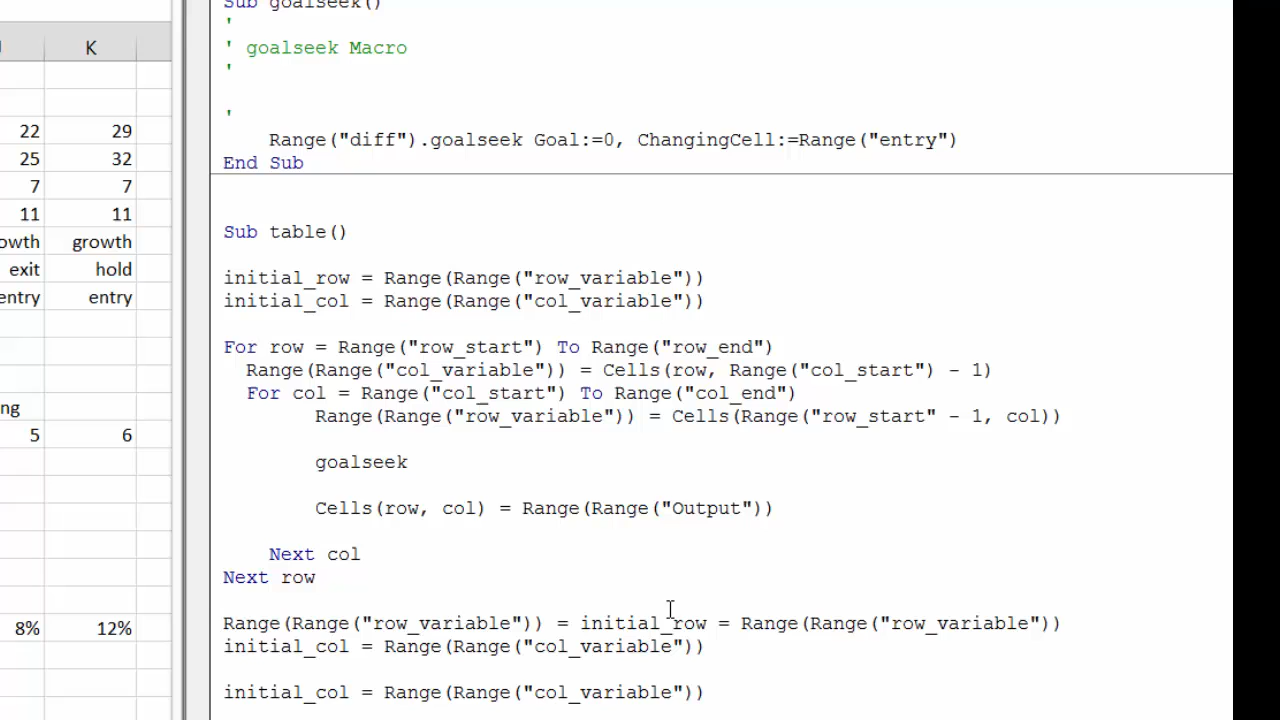 Sub goalseek()
'
' goalseek Macro
'
'
Range("diff").goalseek Goal:=0, ChangingCell:=Range("entry")
End Sub
Sub table()
initial_row = Range(Range("row_variable"))
initial_col = Range(Range("col_variable"))
For row = Range("row_start") To Range("row_end")
Range(Range("col_variable")) = Cells(row, Range("col_start") - 1)
For col = Range("col_start") To Range("col_end")
Range(Range("row_variable")) = Cells(Range("row_start" - 1, col))
goalseek
Cells(row, col) = Range(Range("Output"))
Next col
Next row
Range(Range("row_variable")) = initial_row = Range(Range("row_variable"))
initial_col = Range(Range("col_variable"))
initial_col = Range(Range("col_variable"))
K
22 29
25 32
7 7
11 11
owth growth
exit hold
entry entry
ng
5 6
8% 12%